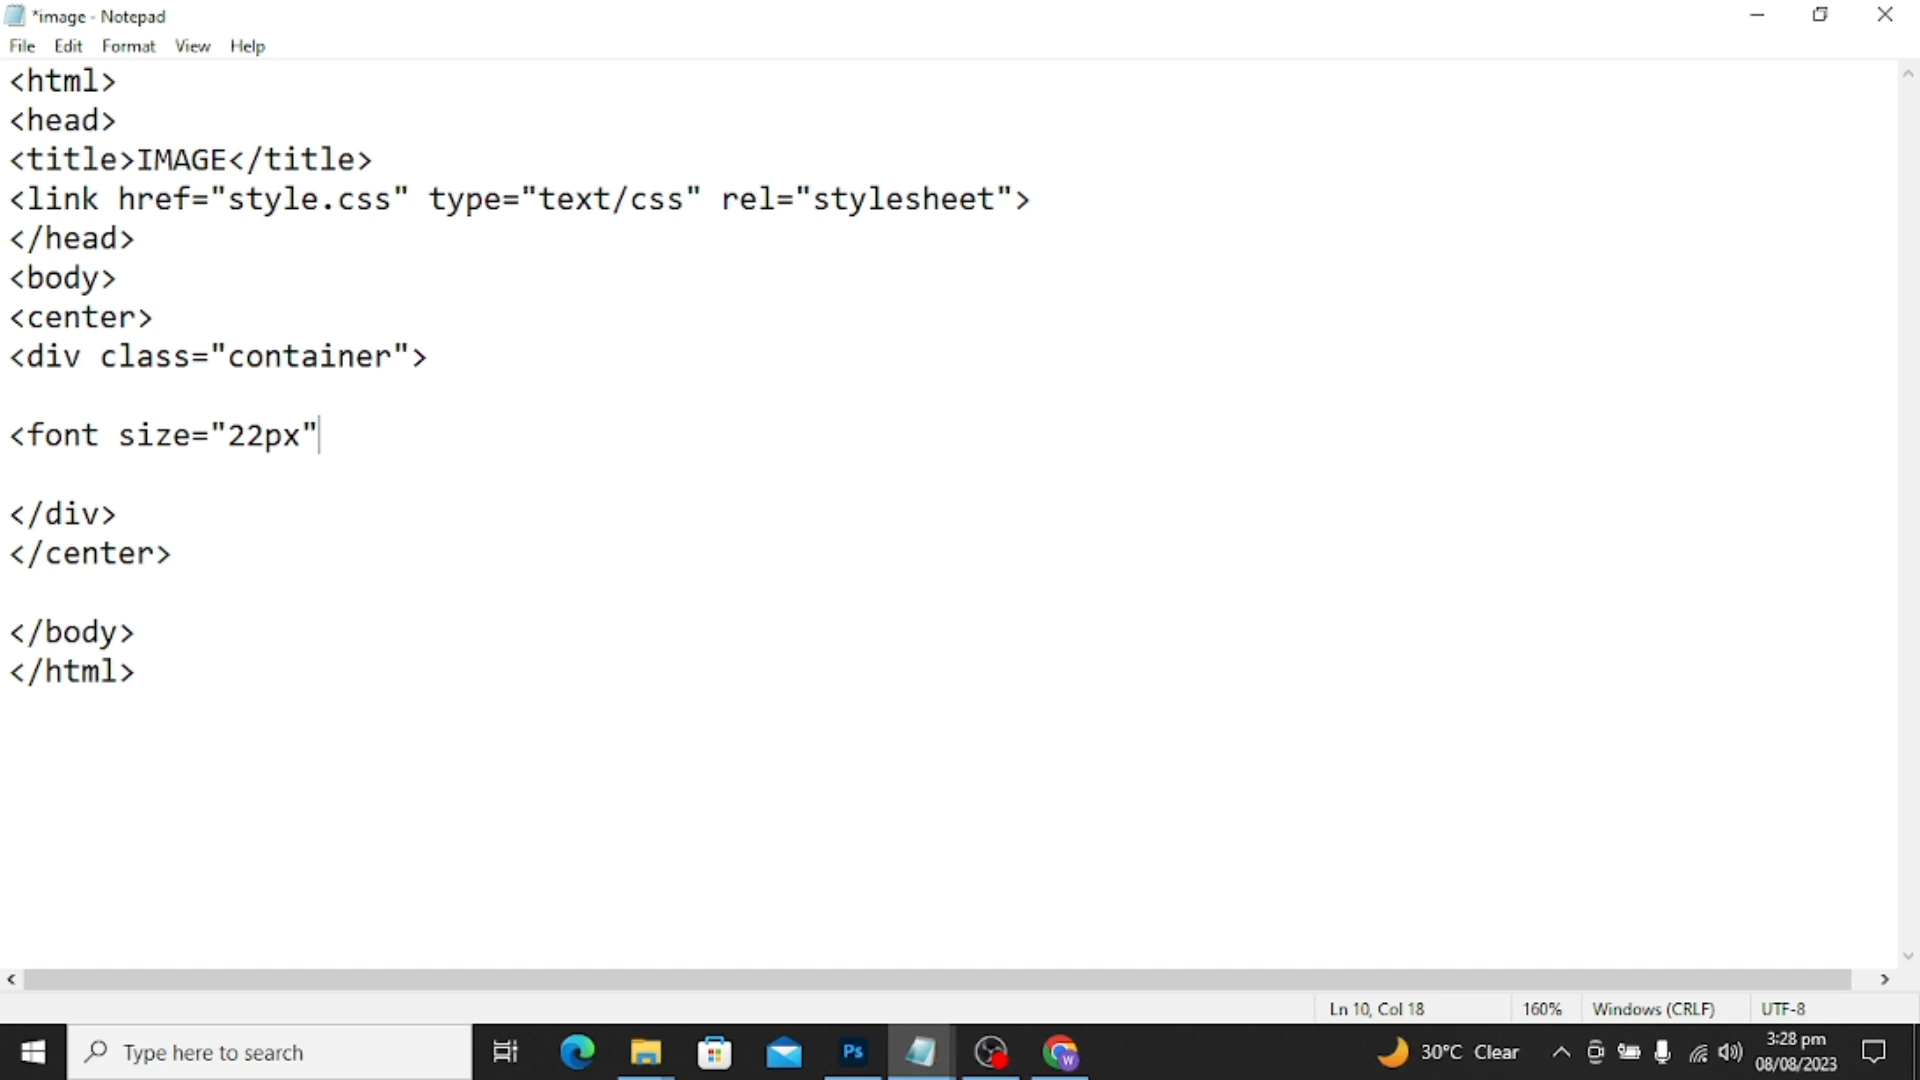 *image - Notepad
File Edit Format View Help
<html>
<head>
<title>IMAGE</title>
<link href="style.css" type="text/css" rel="stylesheet">
</head>
<body>
<center>
<div class="container">
<font size="22px"
</div>
</center>
</body>
</html>
Ln 10, Col 18 160% Windows (CRLF) UTF-8
Type here to search
Ps
W
30°C Clear
3:28 pm
08/08/2023